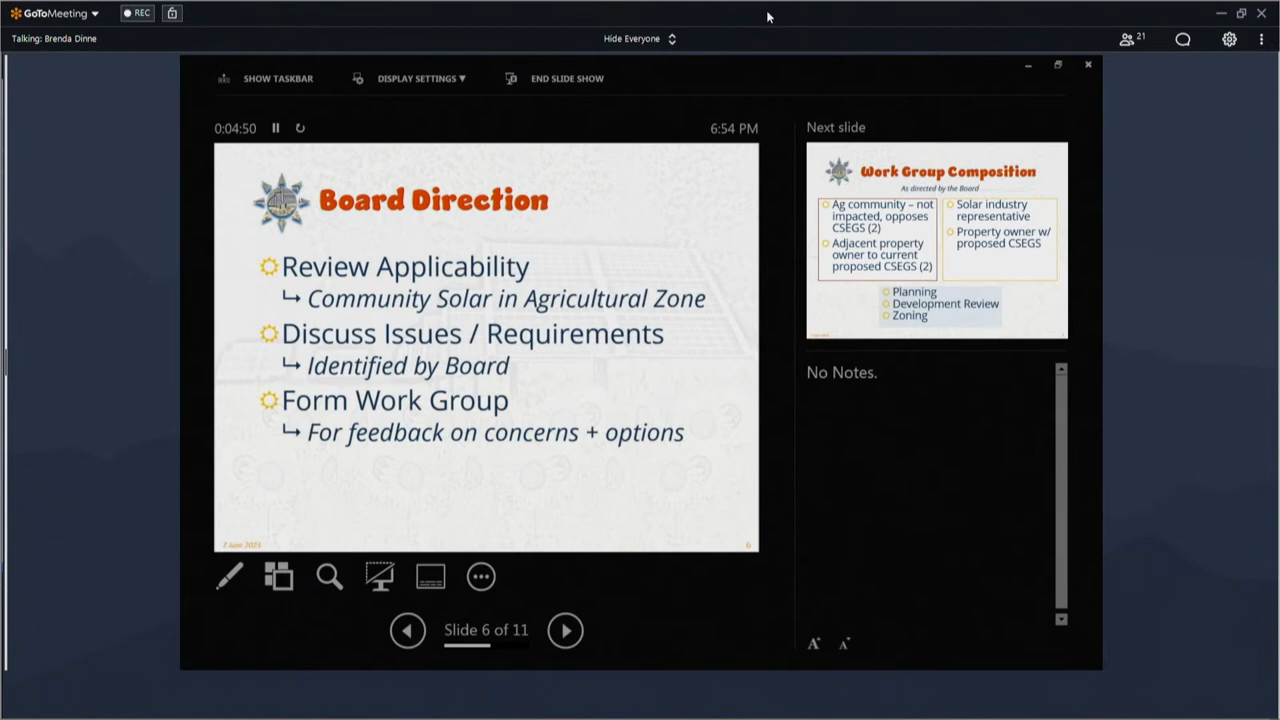 GoToMeeting
REC
Talking: Brenda Dinne
Hide Everyone
21
SHOW TASKBAR
DISPLAY SETTINGS
END SLIDE SHOW
0:04:50
6:54 PM
Board Direction
Review Applicability
Community Solar in Agricultural Zone
Discuss Issues / Requirements
Identified by Board
Form Work Group
For feedback on concerns + options
7 June 2023
6
Slide 6 of 11
Next slide
Work Group Composition
As directed by the Board
Ag community – not
impacted, opposes
CSEGS (2)
Adjacent property
owner to current
proposed CSEGS (2)
Solar industry
representative
Property owner w/
proposed CSEGS
Planning
Development Review
Zoning
No Notes.
A A